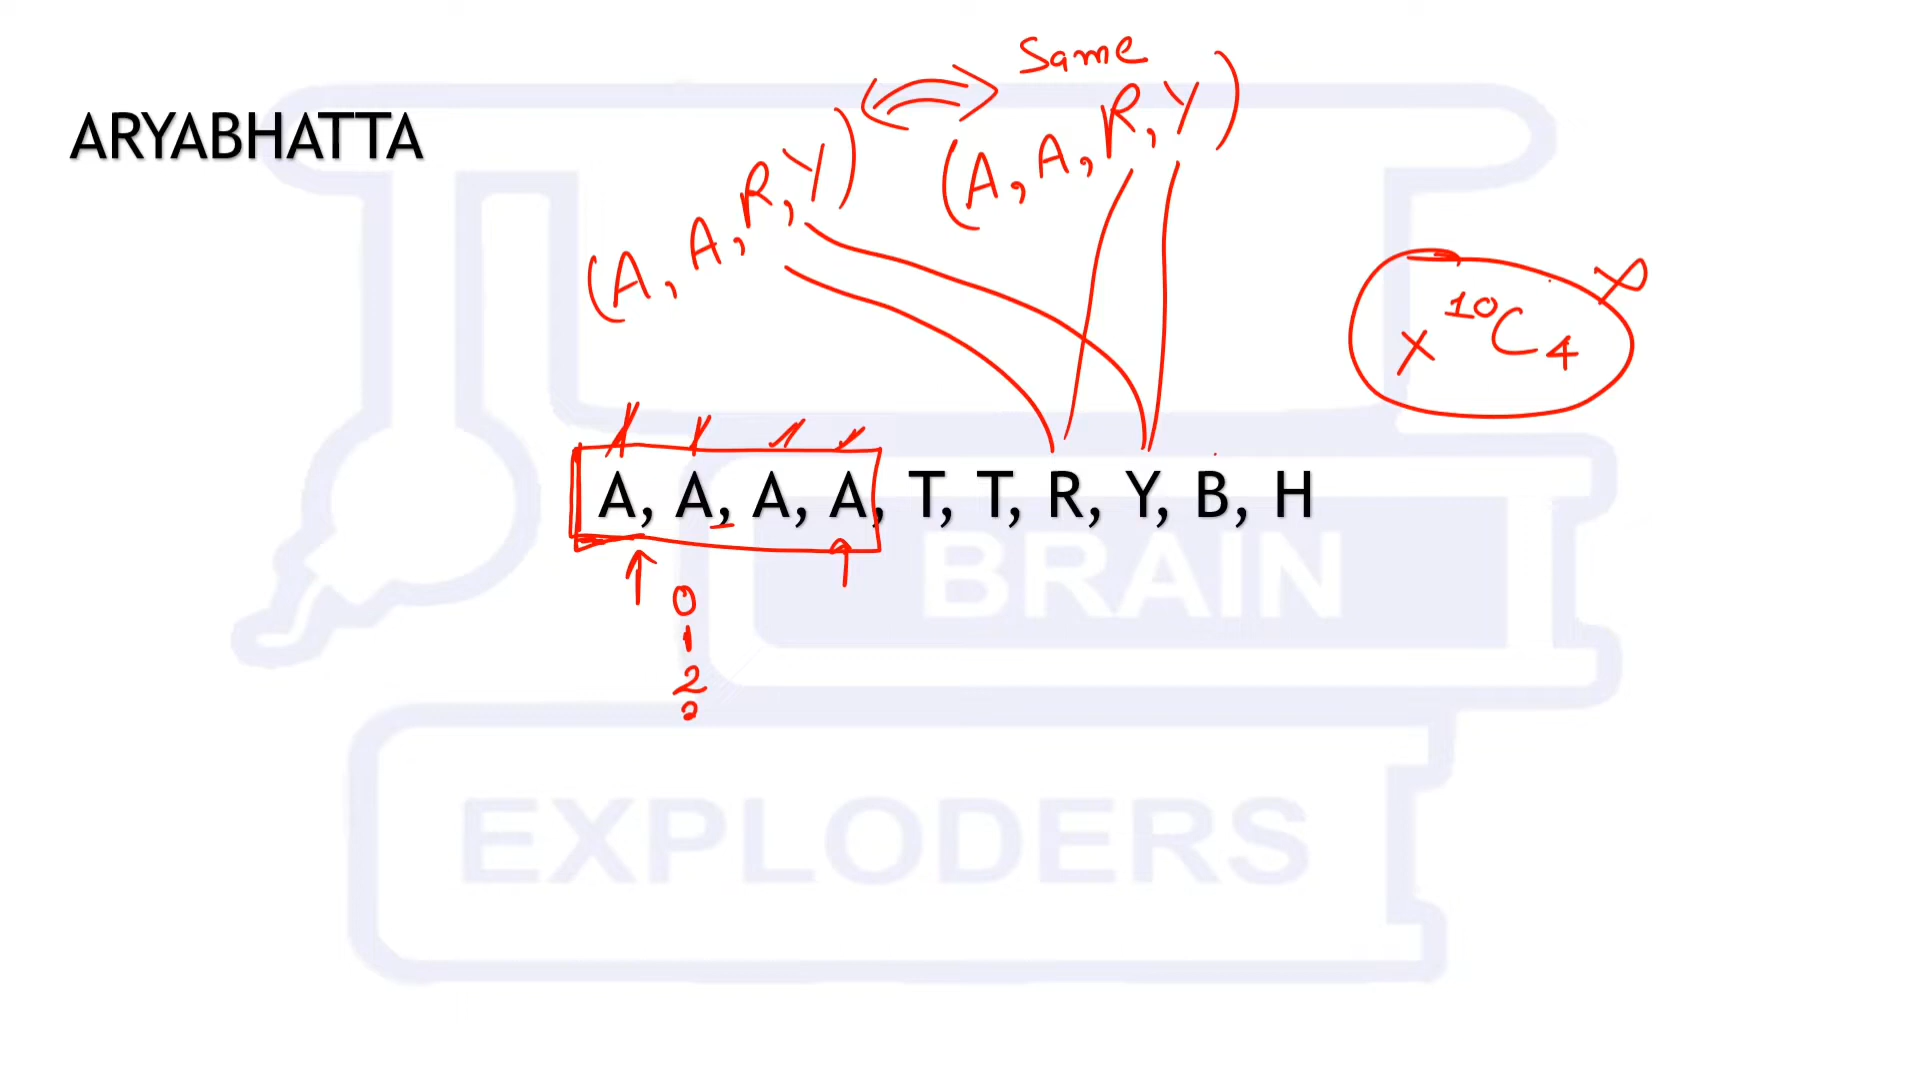 Same
ARYABHATTA
(A, A, R, Y)
(A, A, R, Y)
x ¹⁰C₄
A, A, A, A, T, T, R, Y, B, H
BRAIN
0
1
2
EXPLODERS